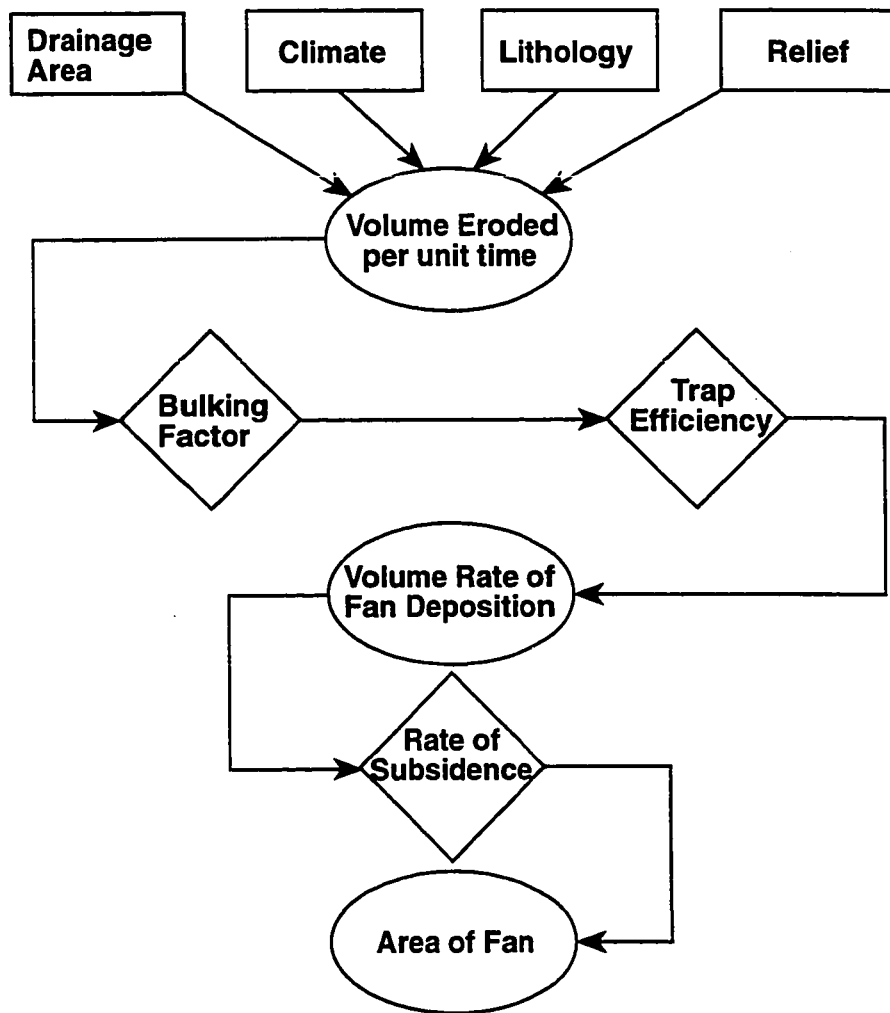 Drainage
Area
Climate
Lithology
Relief
Volume Eroded
per unit time
Bulking
Factor
Trap
Efficiency
Volume Rate of
Fan Deposition
Rate of
Subsidence
Area of Fan